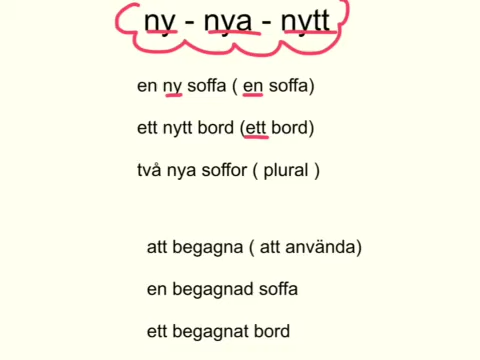 ny - nya - nytt
en ny soffa ( en soffa)
ett nytt bord (ett bord)
två nya soffor ( plural )
att begagna ( att använda)
en begagnad soffa
ett begagnat bord